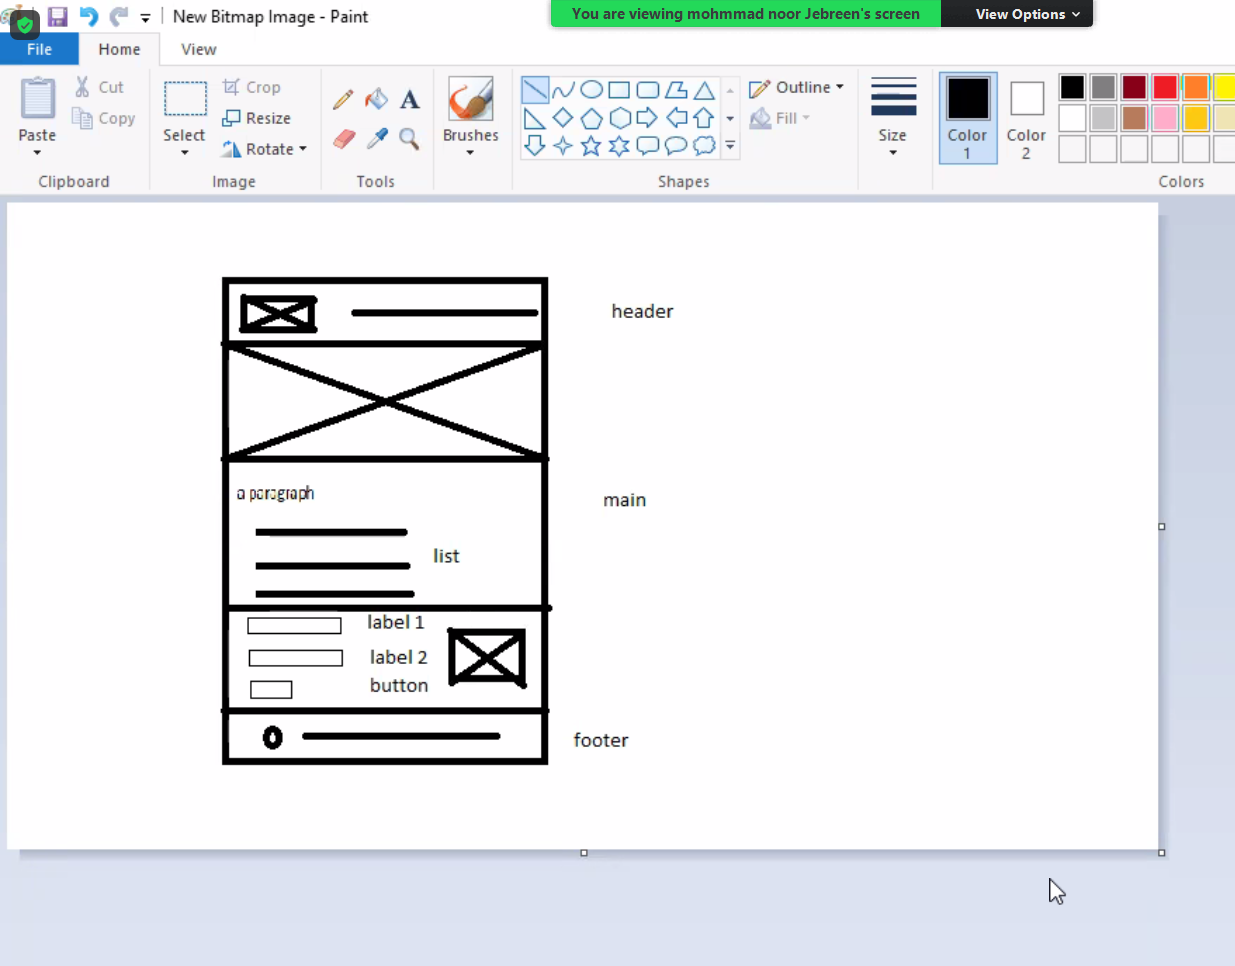 New Bitmap Image - Paint
You are viewing mohmmad noor Jebreen's screen
View Options
File
Home
View
Paste
Cut
Copy
Clipboard
Select
Crop
Resize
Rotate
Image
A
Tools
Brushes
Shapes
Outline
Fill
Size
Color
1
Color
2
Colors
header
a paragraph
main
list
label 1
label 2
button
footer